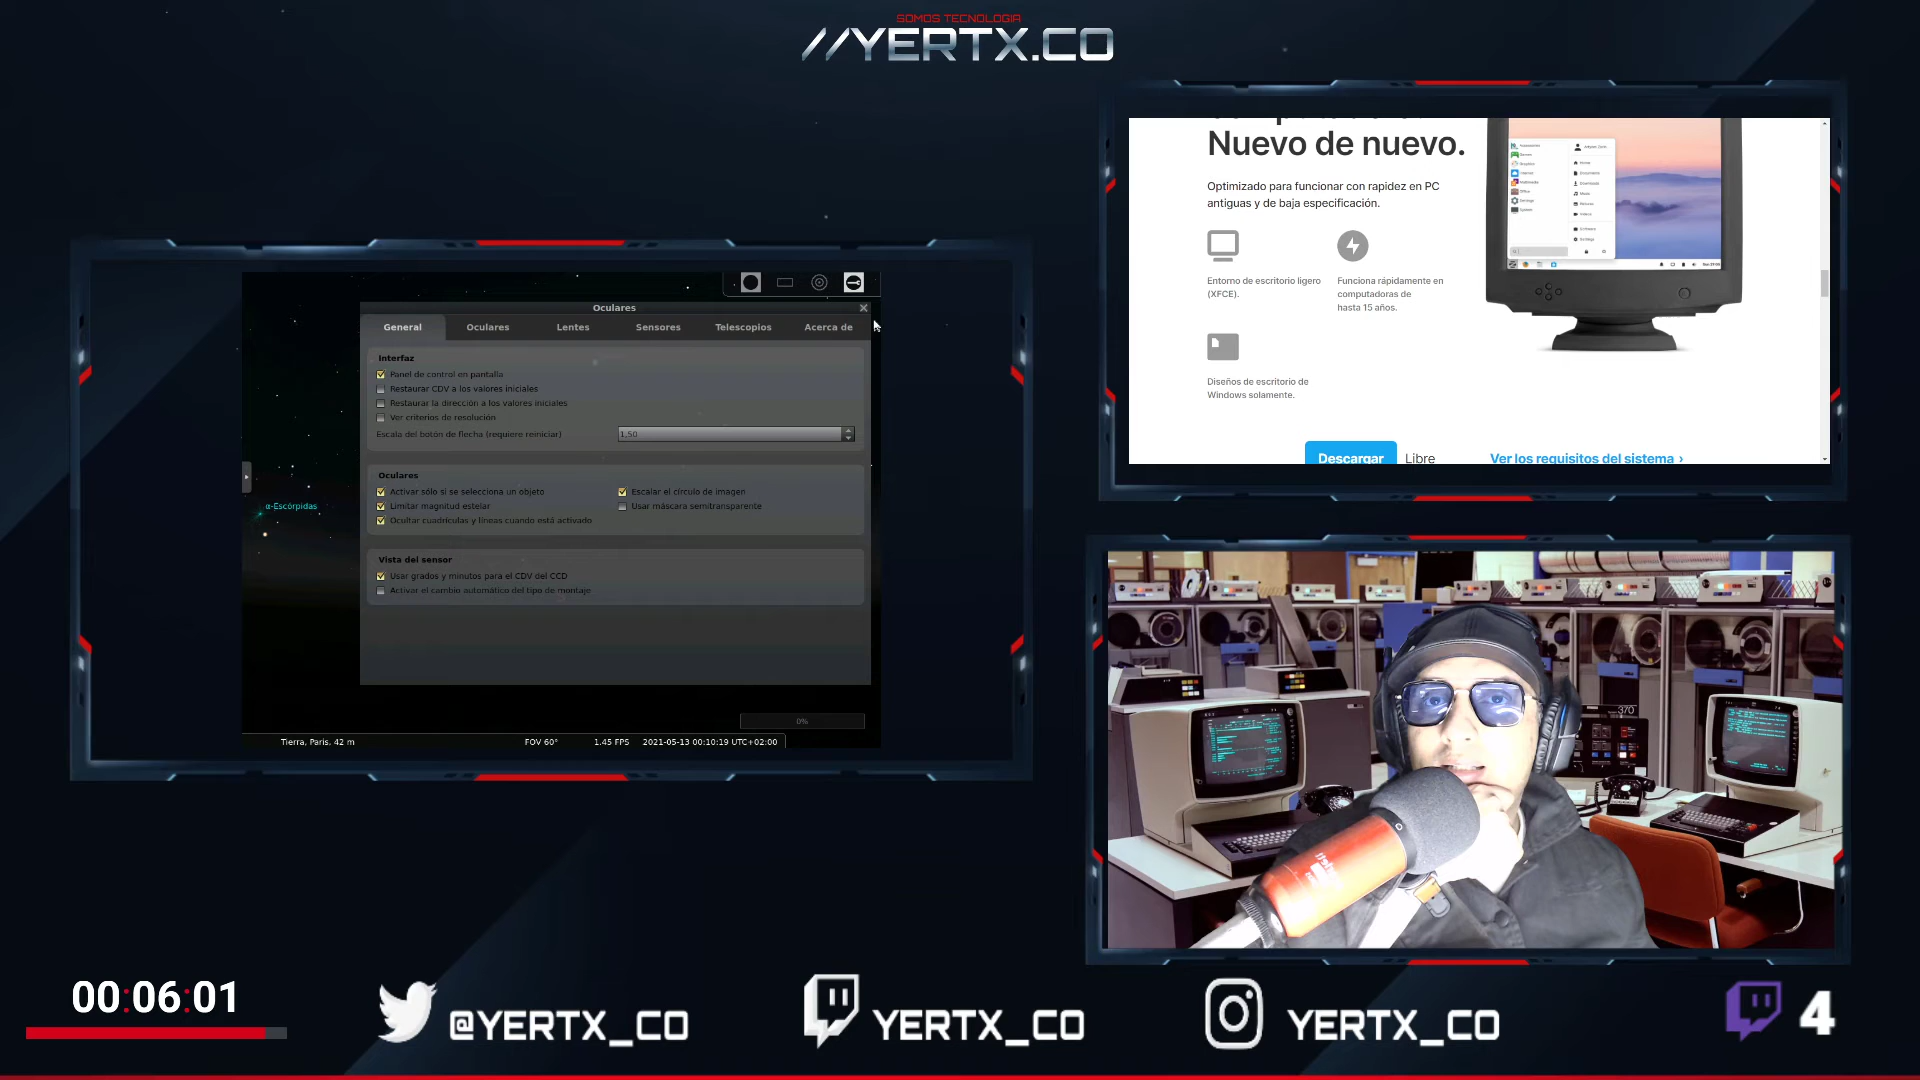 SOMOS TECNOLOGIA
//YERTX.CO
Oculares
General
Oculares
Lentes
Sensores
Telescopios
Acerca de
Interfaz
Panel de control en pantalla
Restaurar CDV a los valores iniciales
Restaurar la dirección a los valores iniciales
Ver criterios de resolución
Escala del botón de flecha (requiere reiniciar)
1,50
Oculares
Activar sólo si se selecciona un objeto
Escalar el círculo de imagen
Limitar magnitud estelar
Usar máscara semitransparente
Ocultar cuadrículas y líneas cuando está activado
Vista del sensor
Usar grados y minutos para el CDV del CCD
Activar el cambio automático del tipo de montaje
α-Escórpidas
0%
Tierra, Paris, 42 m
FOV 60°
1.45 FPS
2021-05-13 00:10:19 UTC+02:00
Nuevo de nuevo.
Optimizado para funcionar con rapidez en PC
antiguas y de baja especificación.
Entorno de escritorio ligero
(XFCE).
Funciona rápidamente en
computadoras de
hasta 15 años.
Diseños de escritorio de
Windows solamente.
Descargar
Libre
Ver los requisitos del sistema ›
370
00:06:01
@YERTX_CO
YERTX_CO
YERTX_CO
4